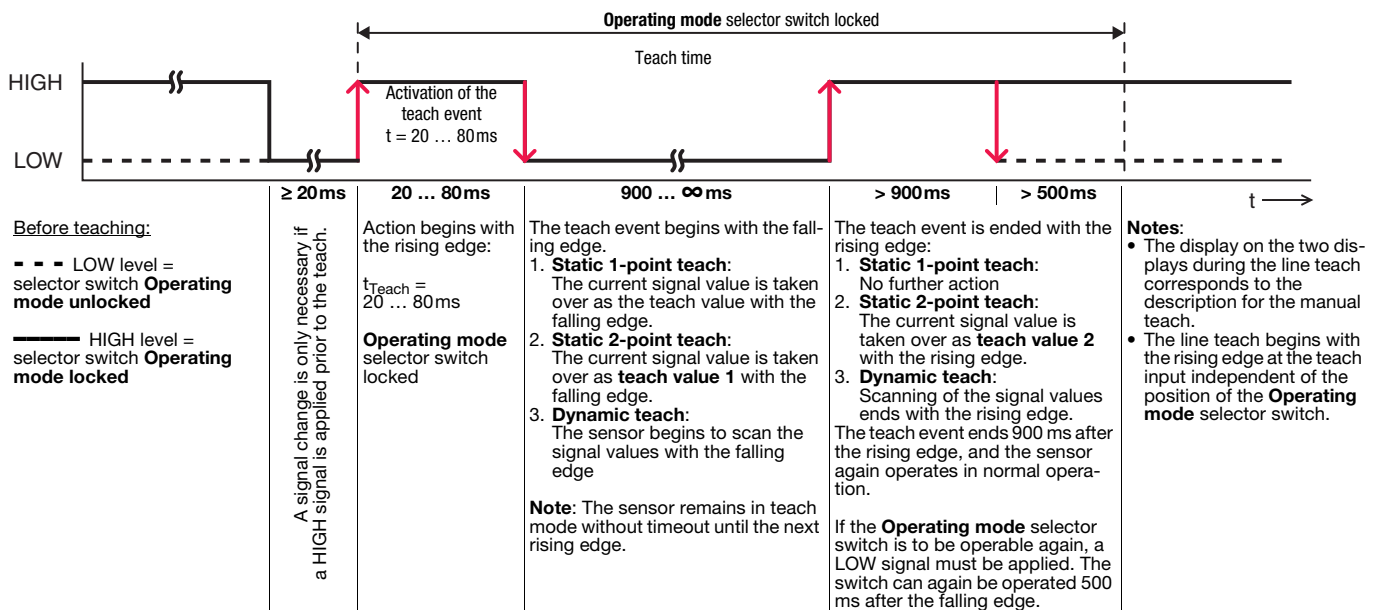 Operating mode selector switch locked
Teach time
HIGH
Activation of the
teach event
t = 20 … 80ms
LOW
≥ 20ms
20 … 80ms
900 … ∞ ms
> 900ms
> 500ms
t
Before teaching:
LOW level =
selector switch Operating
mode unlocked
HIGH level =
selector switch Operating
mode locked
A signal change is only necessary if
a HIGH signal is applied prior to the teach.
Action begins with
the rising edge:
tTeach =
20 … 80ms
Operating mode
selector switch
locked
The teach event begins with the fall-
ing edge.
1. Static 1-point teach:
The current signal value is taken
over as the teach value with the
falling edge.
2. Static 2-point teach:
The current signal value is taken
over as teach value 1 with the
falling edge.
3. Dynamic teach:
The sensor begins to scan the
signal values with the falling
edge
Note: The sensor remains in teach
mode without timeout until the next
rising edge.
The teach event is ended with the
rising edge:
1. Static 1-point teach:
No further action
2. Static 2-point teach:
The current signal value is
taken over as teach value 2
with the rising edge.
3. Dynamic teach:
Scanning of the signal values
ends with the rising edge.
The teach event ends 900 ms after
the rising edge, and the sensor
again operates in normal opera-
tion.
If the Operating mode selector
switch is to be operable again, a
LOW signal must be applied. The
switch can again be operated 500
ms after the falling edge.
Notes:
• The display on the two dis-
plays during the line teach
corresponds to the
description for the manual
teach.
• The line teach begins with
the rising edge at the teach
input independent of the
position of the Operating
mode selector switch.